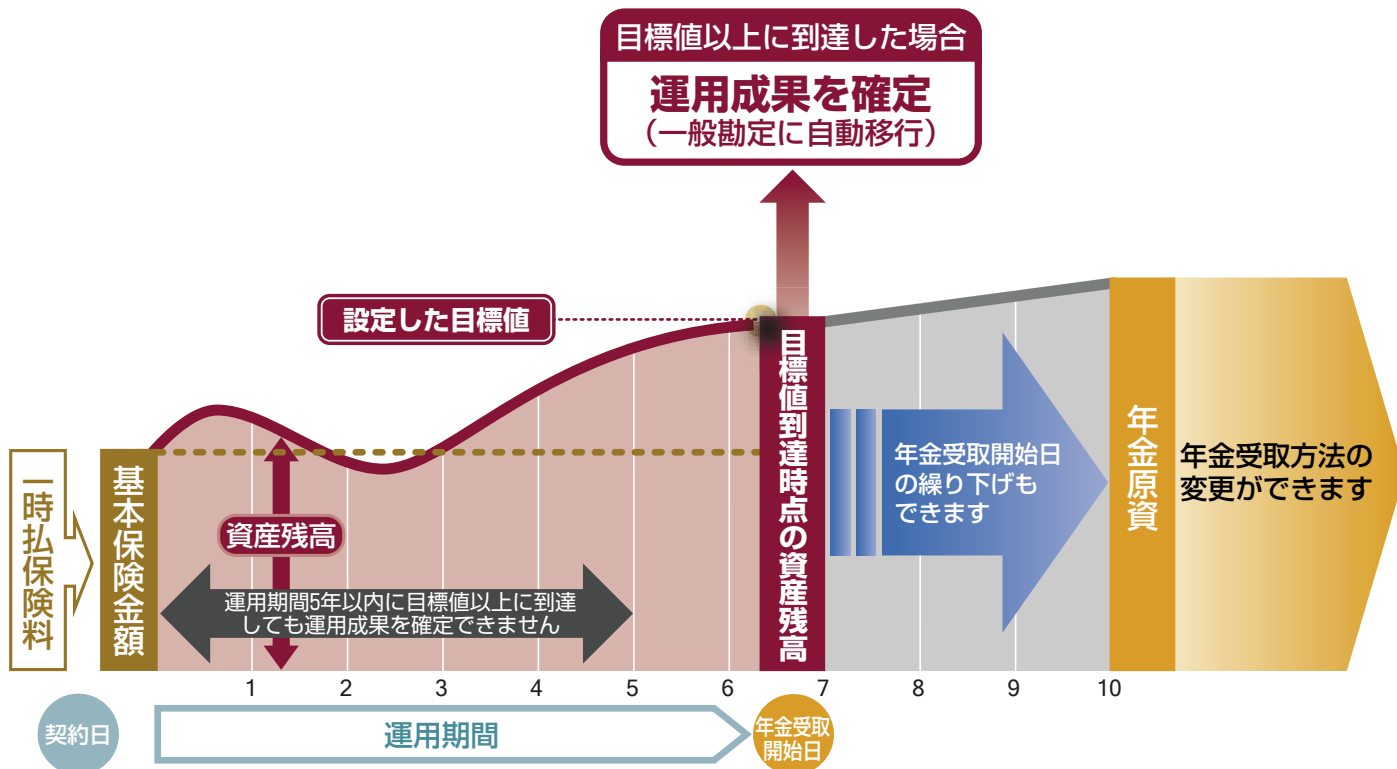 目標値以上に到達した場合
運用成果を確定
（一般勘定に自動移行）
設定した目標値
一時払保険料
基本保険金額
資産残高
運用期間5年以内に目標値以上に到達
しても運用成果を確定できません
目標値到達時点の資産残高
年金受取開始日
の繰り下げも
できます
年金原資
年金受取方法の
変更ができます
1 2 3 4 5 6 7 8 9 10
契約日
運用期間
年金受取
開始日